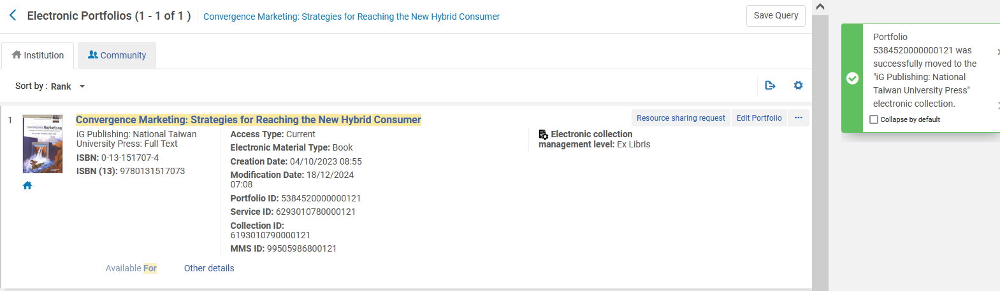 Electronic Portfolios (1 - 1 of 1 )
Convergence Marketing: Strategies for Reaching the New Hybrid Consumer
Save Query
Institution
Community
Sort by : Rank
1
Convergence Marketing: Strategies for Reaching the New Hybrid Consumer
Resource sharing request
Edit Portfolio
iG Publishing: National Taiwan
University Press: Full Text
ISBN: 0-13-151707-4
ISBN (13): 9780131517073
Access Type: Current
Electronic Material Type: Book
Creation Date: 04/10/2023 08:55
Modification Date: 18/12/2024
07:08
Portfolio ID: 5384520000000121
Service ID: 6293010780000121
Collection ID:
6193010790000121
MMS ID: 99505986800121
Electronic collection
management level: Ex Libris
Available For
Other details
Portfolio
5384520000000121 was
successfully moved to the
"iG Publishing: National
Taiwan University Press"
electronic collection.
Collapse by default